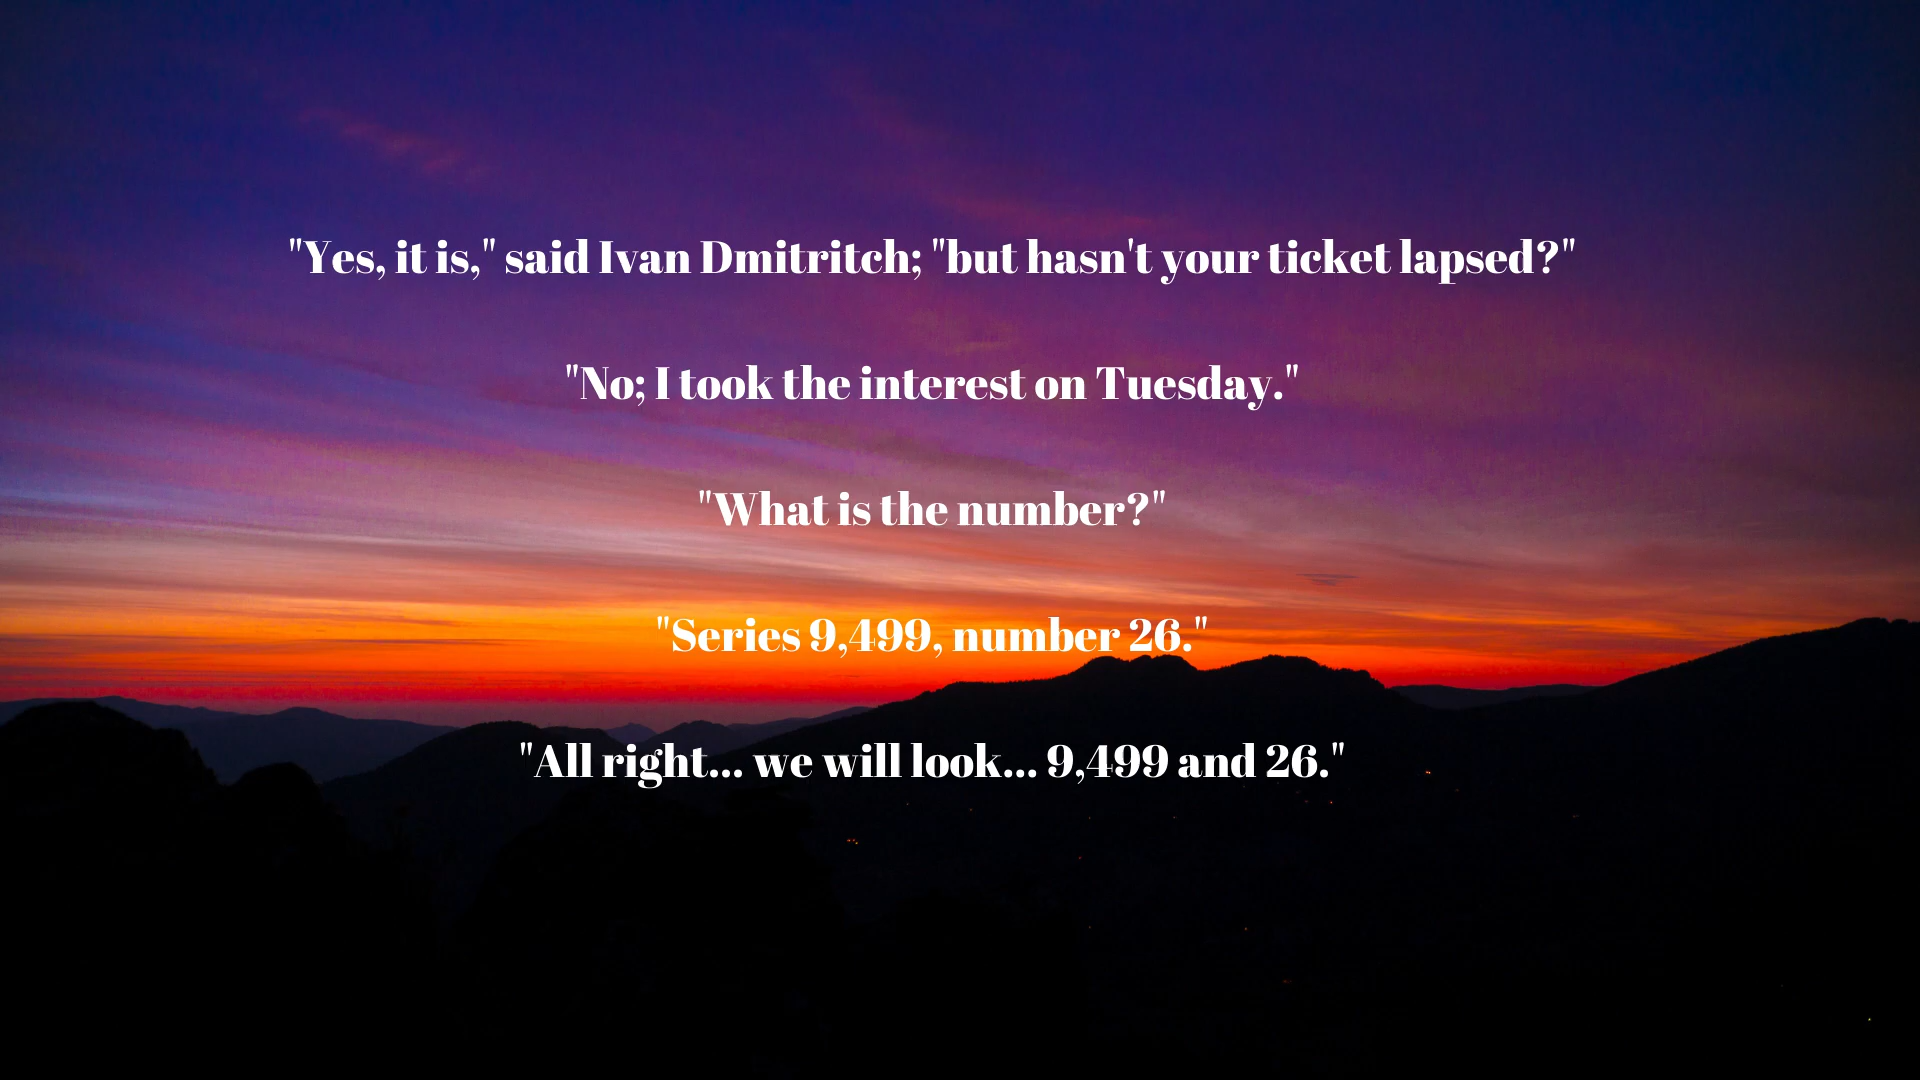 "Yes, it is," said Ivan Dmitritch; "but hasn't your ticket lapsed?"
"No; I took the interest on Tuesday."
"What is the number?"
"Series 9,499, number 26."
"All right... we will look... 9,499 and 26."